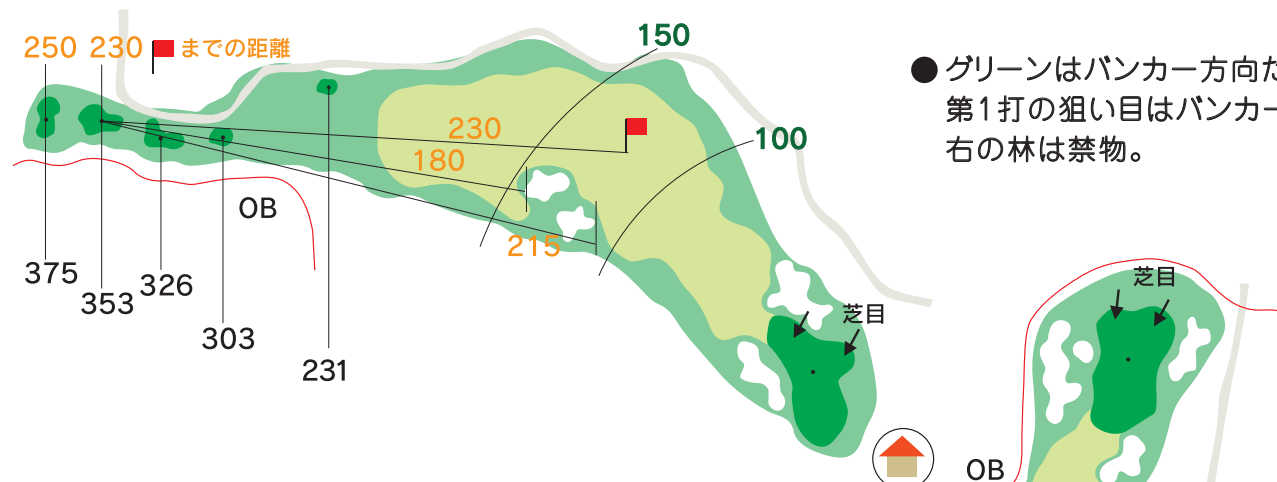 250 230 までの距離
150
100
230
180
215
OB
375
353
326
303
231
芝目
●グリーンはバンカー方向た
第1打の狙い目はバンカー
右の林は禁物。
芝目
OB